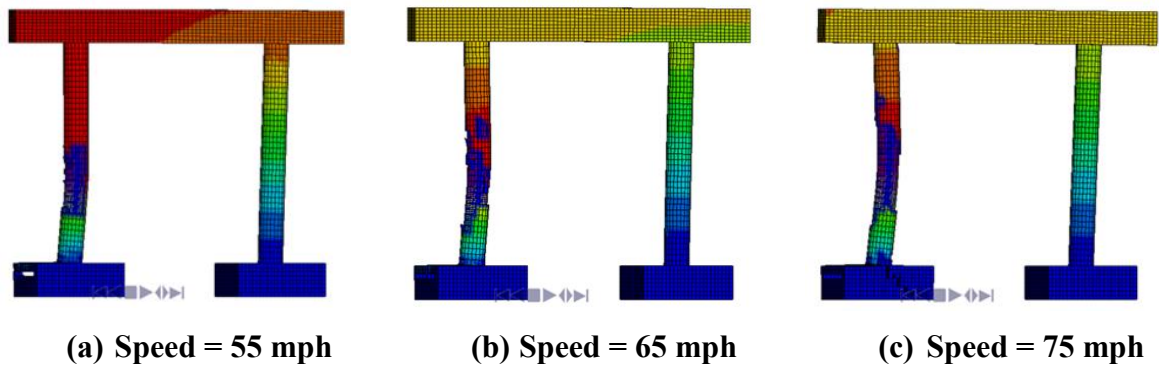 (a) Speed = 55 mph
(b) Speed = 65 mph
(c) Speed = 75 mph